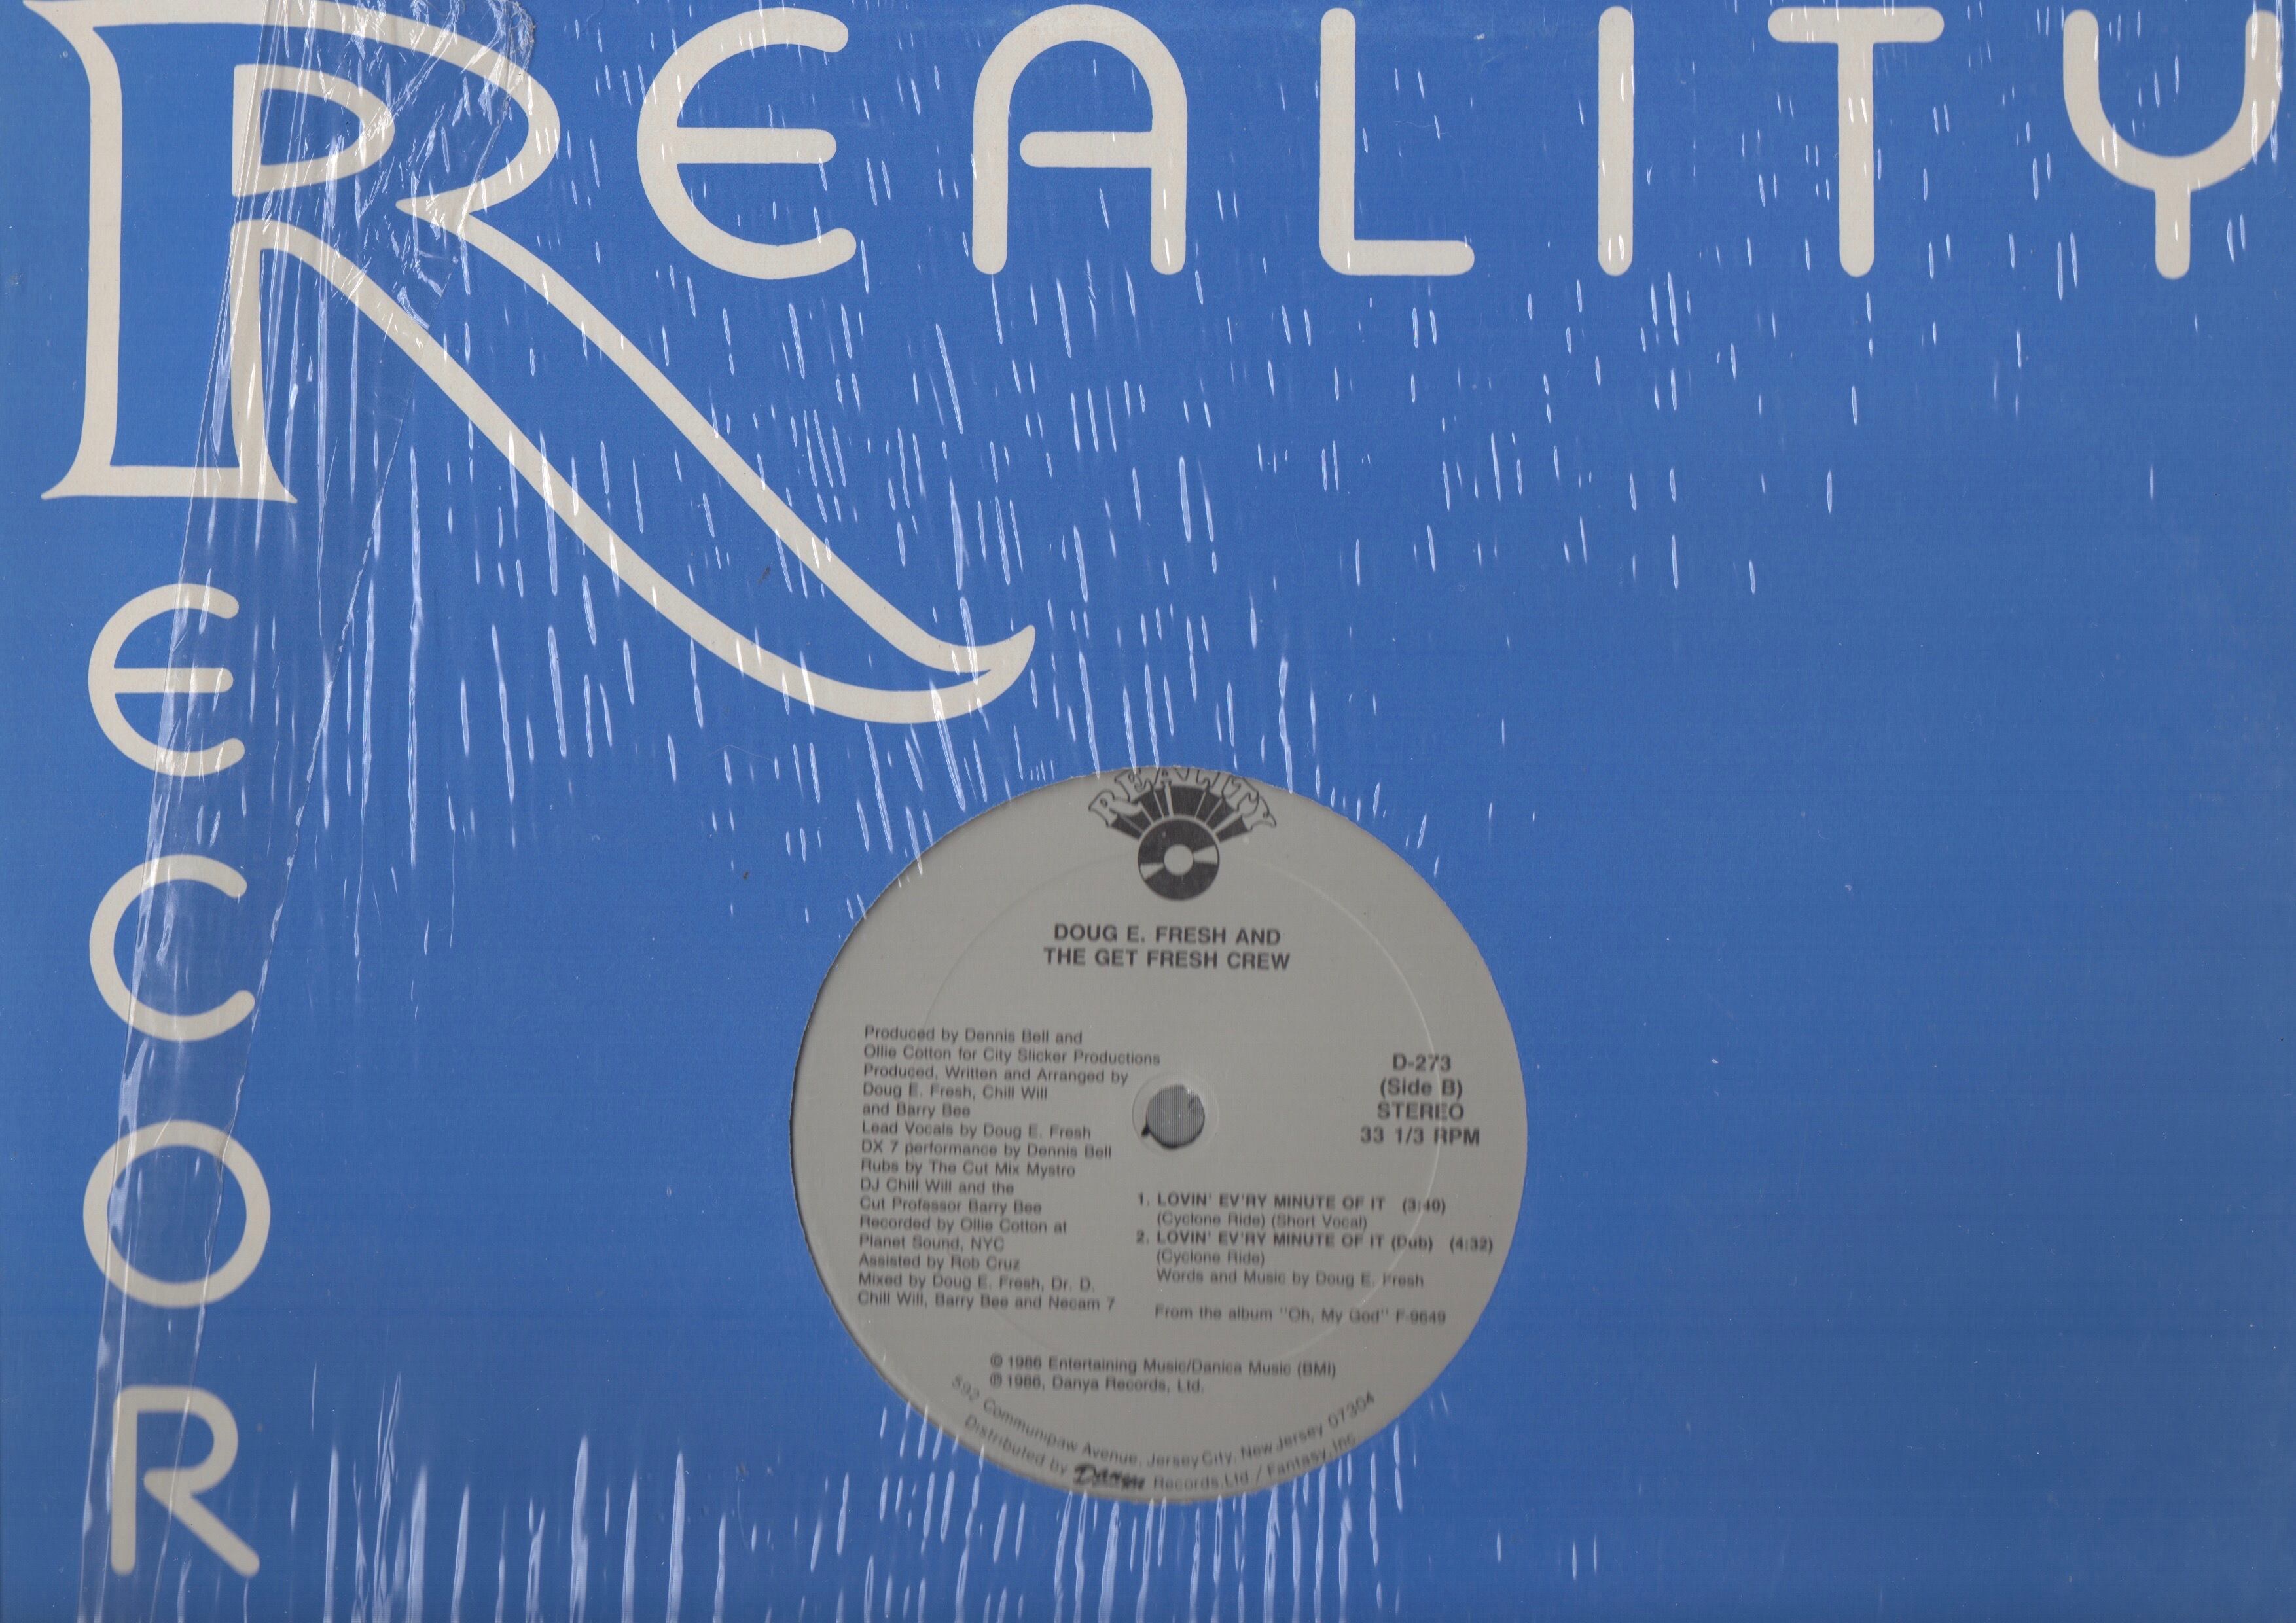 REALITY
RECOR
REALITY
DOUG E. FRESH AND
THE GET FRESH CREW
Produced by Dennis Bell and
Ollie Cotton for City Slicker Productions
Produced, Written and Arranged by
Doug E. Fresh, Chill Will
and Barry Bee
Lead Vocals by Doug E. Fresh
DX 7 performance by Dennis Bell
Rubs by The Cut Mix Mystro
DJ Chill Will and the
Cut Professor Barry Bee
Recorded by Ollie Cotton at
Planet Sound, NYC
Assisted by Rob Cruz
Mixed by Doug E. Fresh, Dr. D.
Chill Will, Barry Bee and Necam 7
D-273
(Side B)
STEREO
33 1/3 RPM
1. LOVIN' EV'RY MINUTE OF IT (3:40)
(Cyclone Ride) (Short Vocal)
2. LOVIN' EV'RY MINUTE OF IT (Dub) (4:32)
(Cyclone Ride)
Words and Music by Doug E. Fresh
From the album "Oh, My God" F-9649
© 1986 Entertaining Music/Danica Music (BMI)
℗ 1986, Danya Records, Ltd.
592 Communipaw Avenue, Jersey City, New Jersey 07304
Distributed by Danya Records Ltd. / Fantasy, Inc.